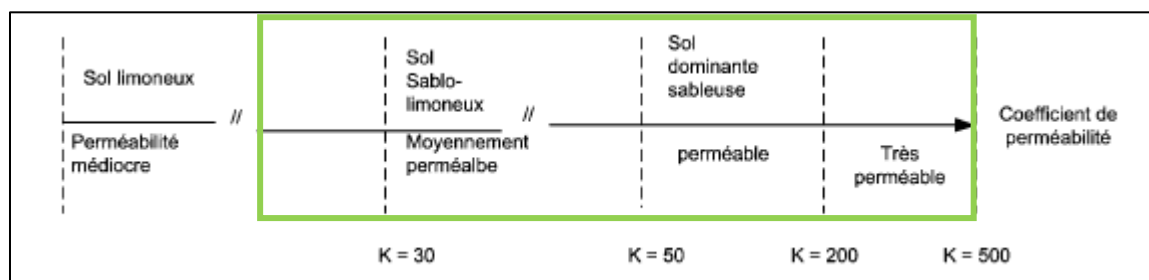 Sol limoneux
//
Perméabilité
médiocre
Sol
Sablo-
limoneux
//
Moyennement
perméalbe
Sol
dominante
sableuse
perméable
Très
perméable
Coefficient de
perméabilité
K = 30
K = 50
K = 200
K = 500